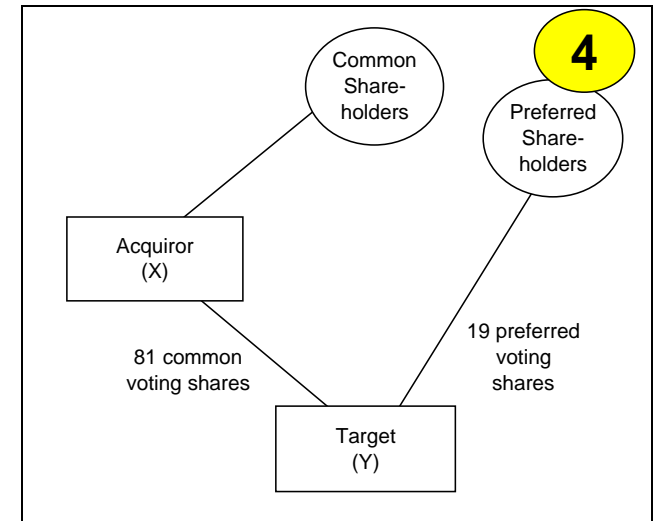 4
Common
Share-
holders
Preferred
Share-
holders
Acquiror
(X)
81 common
voting shares
19 preferred
voting
shares
Target
(Y)